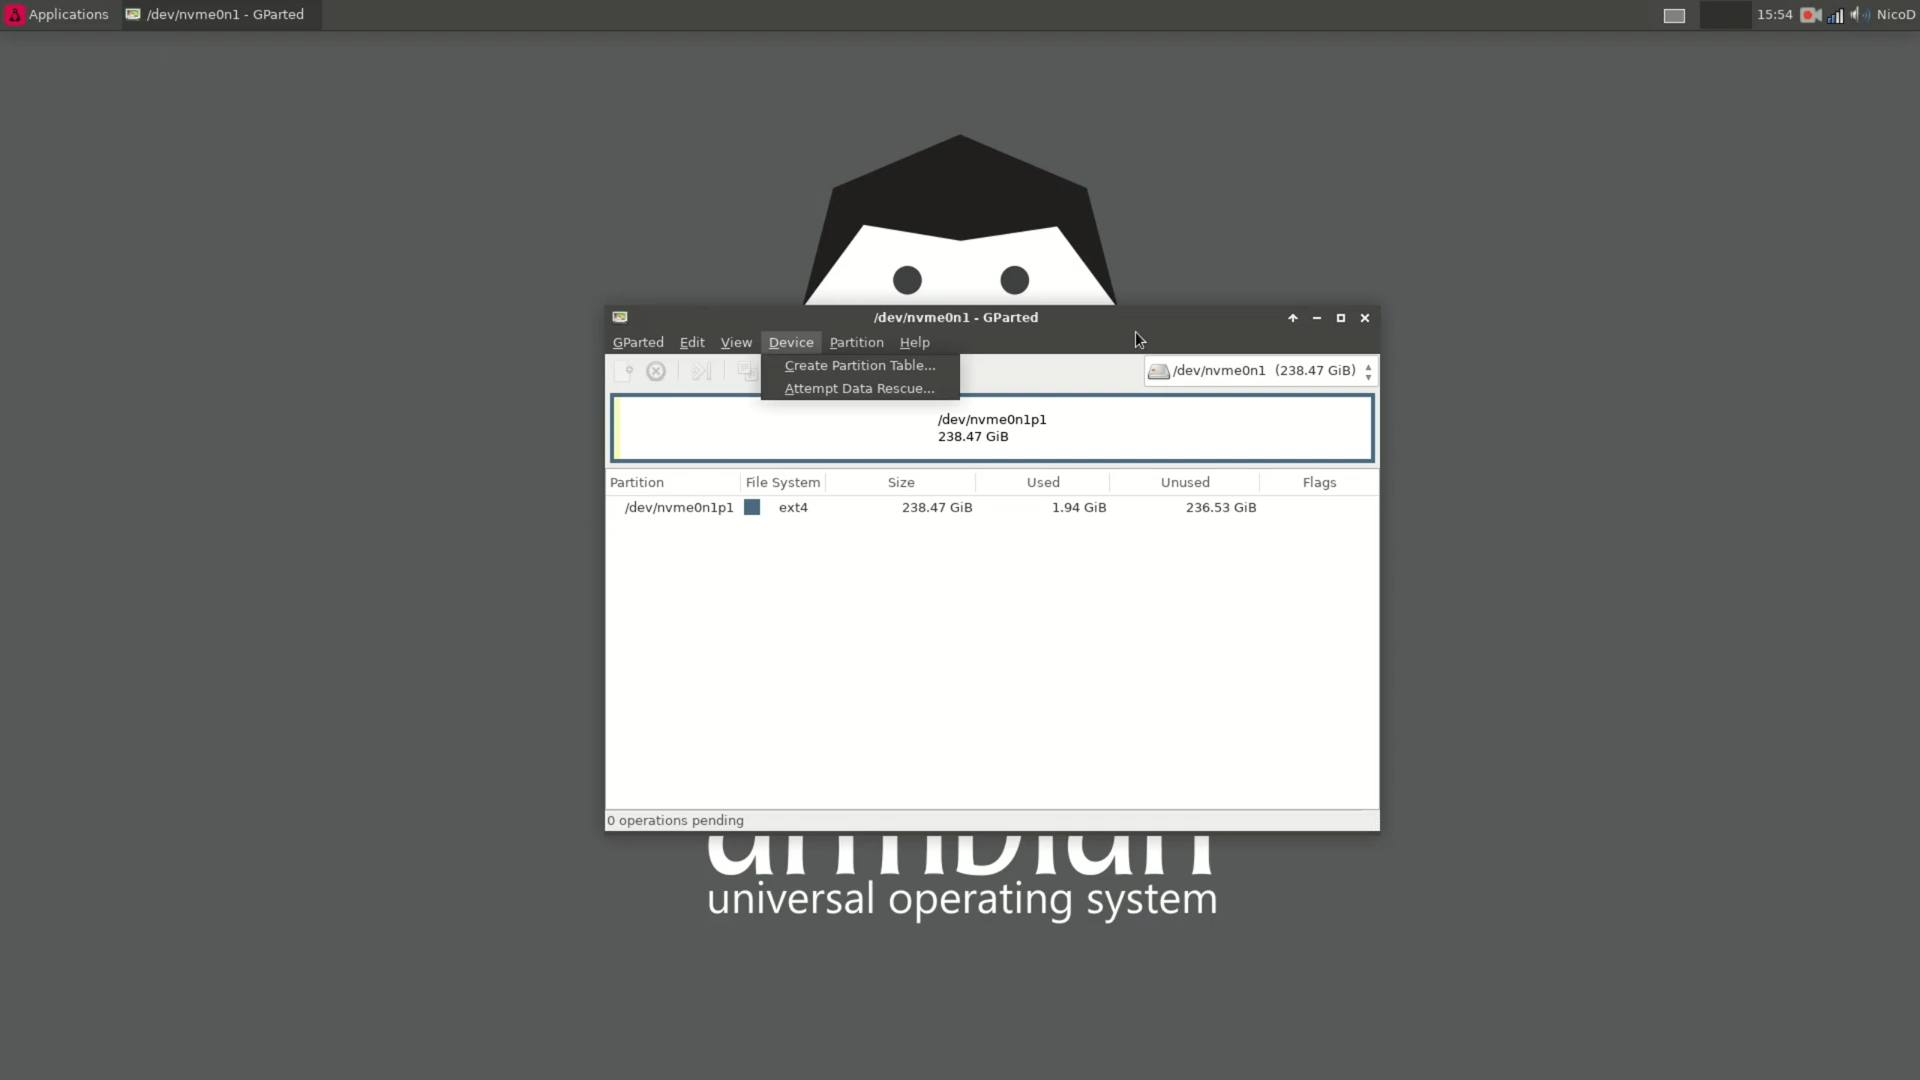 Applications /dev/nvme0n1 - GParted 15:54 NicoD
/dev/nvme0n1 - GParted
GParted Edit View Device Partition Help
Create Partition Table...
Attempt Data Rescue...
/dev/nvme0n1 (238.47 GiB)
/dev/nvme0n1p1
238.47 GiB
Partition File System Size Used Unused Flags
/dev/nvme0n1p1 ext4 238.47 GiB 1.94 GiB 236.53 GiB
0 operations pending
armbian
universal operating system